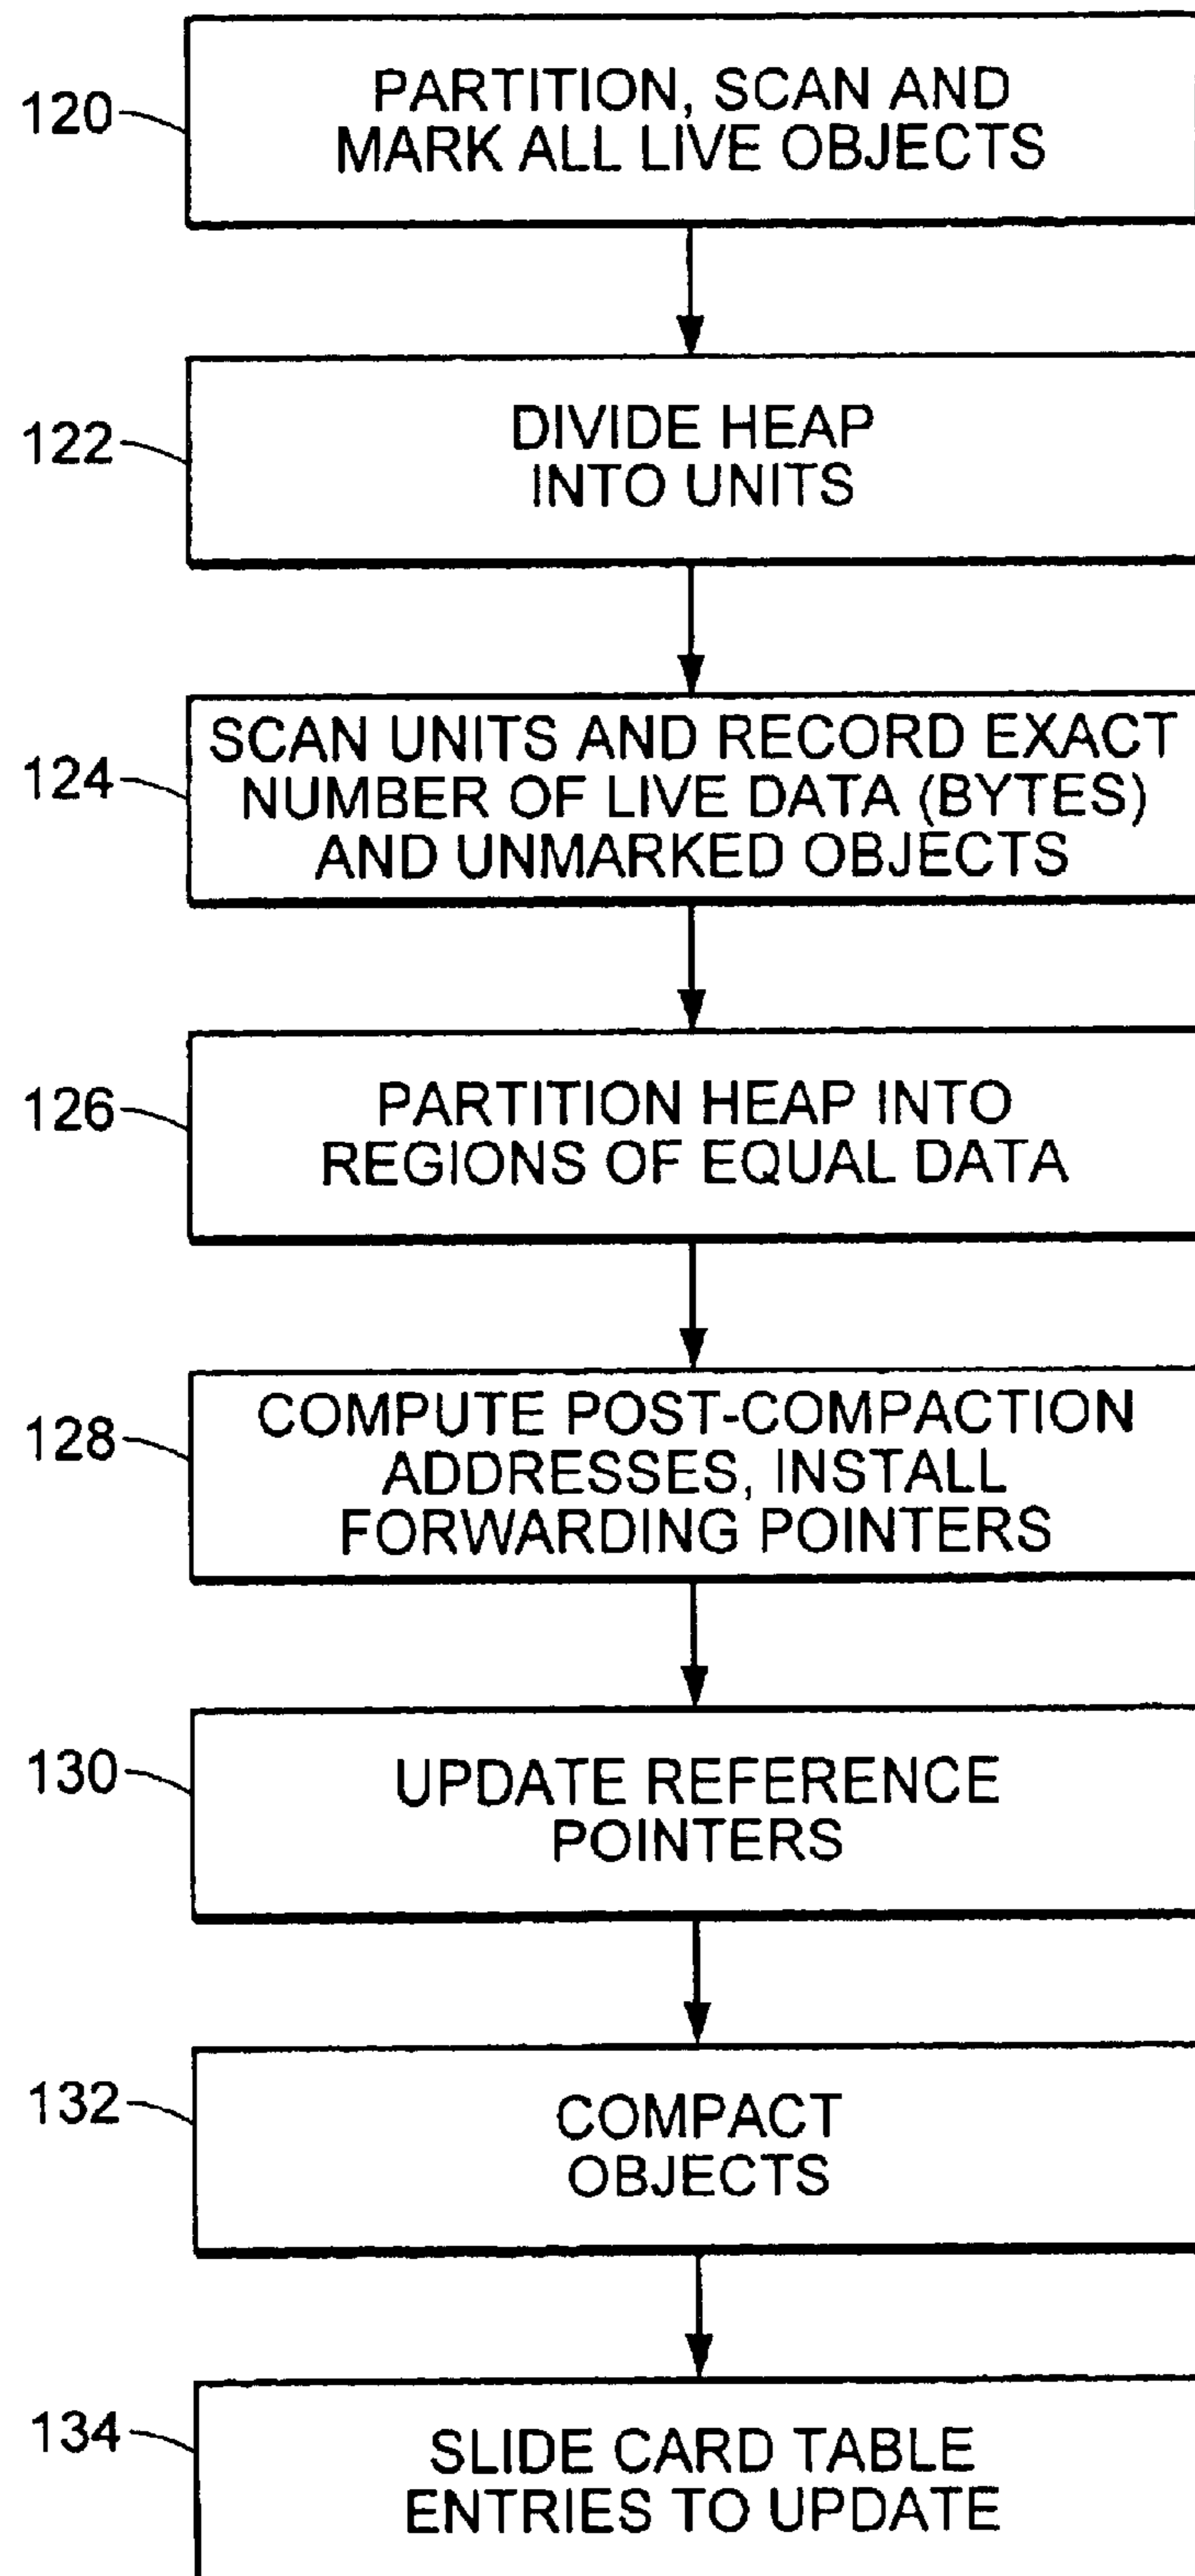 120
PARTITION, SCAN AND
MARK ALL LIVE OBJECTS
122
DIVIDE HEAP
INTO UNITS
124
SCAN UNITS AND RECORD EXACT
NUMBER OF LIVE DATA (BYTES)
AND UNMARKED OBJECTS
126
PARTITION HEAP INTO
REGIONS OF EQUAL DATA
128
COMPUTE POST-COMPACTION
ADDRESSES, INSTALL
FORWARDING POINTERS
130
UPDATE REFERENCE
POINTERS
132
COMPACT
OBJECTS
134
SLIDE CARD TABLE
ENTRIES TO UPDATE